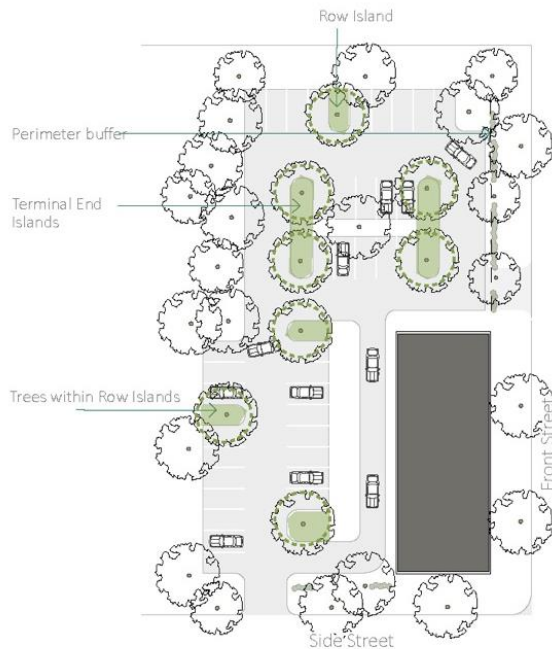 Row Island
Perimeter buffer
Terminal End
Islands
Trees within Row Islands
Front Street
Side Street